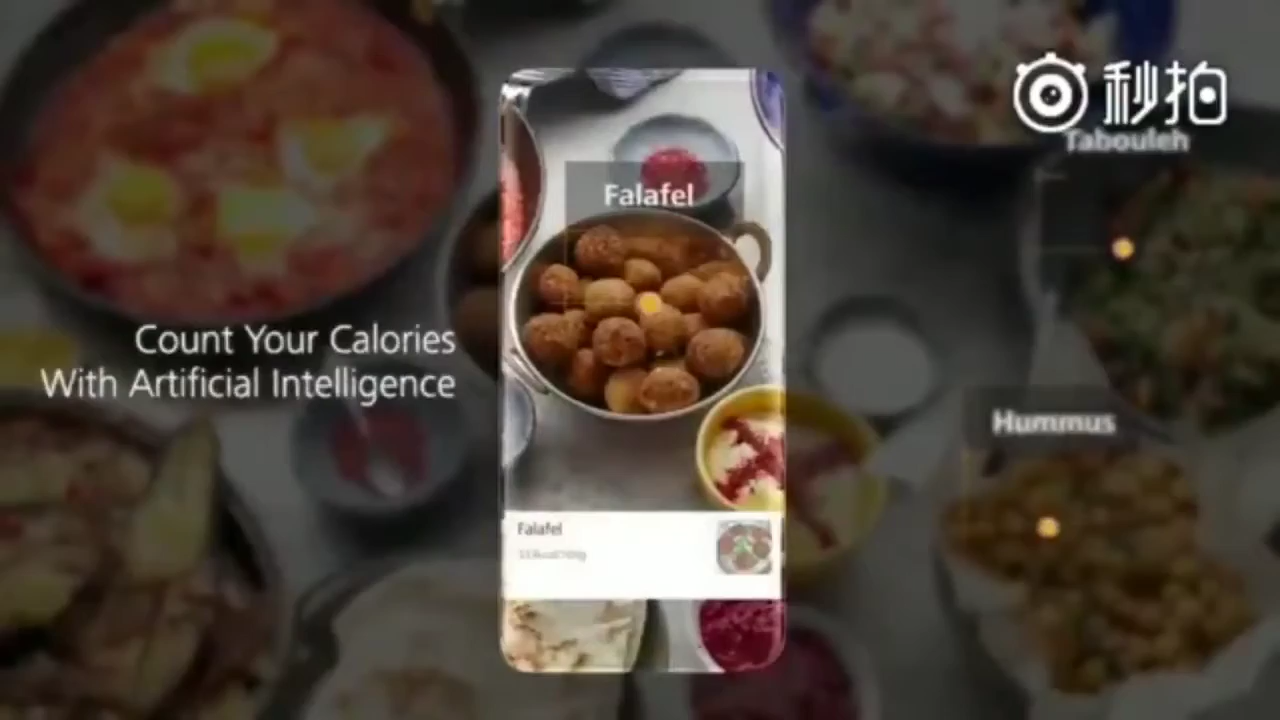 秒拍
Tabouleh
Falafel
Count Your Calories
With Artificial Intelligence
Hummus
Falafel